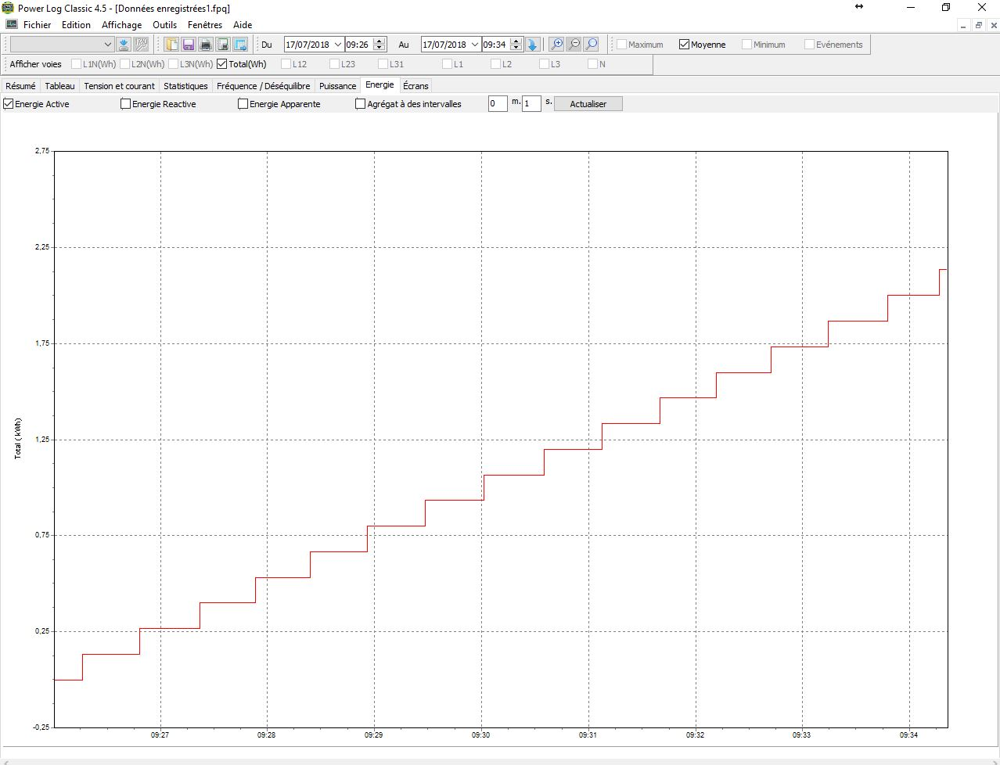 Power Log Classic 4.5 - [Données enregistrées1.fpq]
Fichier Edition Affichage Outils Fenêtres Aide
Du 17/07/2018 09:26 Au 17/07/2018 09:34 Maximum Moyenne Minimum Evénements
Afficher voies L1N(Wh) L2N(Wh) L3N(Wh) Total(Wh) L12 L23 L31 L1 L2 L3 N
Résumé Tableau Tension et courant Statistiques Fréquence / Déséquilibre Puissance Energie Écrans
Energie Active Energie Reactive Energie Apparente Agrégat à des intervalles 0 m. 1 s. Actualiser
2,75
2,25
1,75
1,25
0,75
0,25
-0,25
Total ( kWh)
09:27 09:28 09:29 09:30 09:31 09:32 09:33 09:34